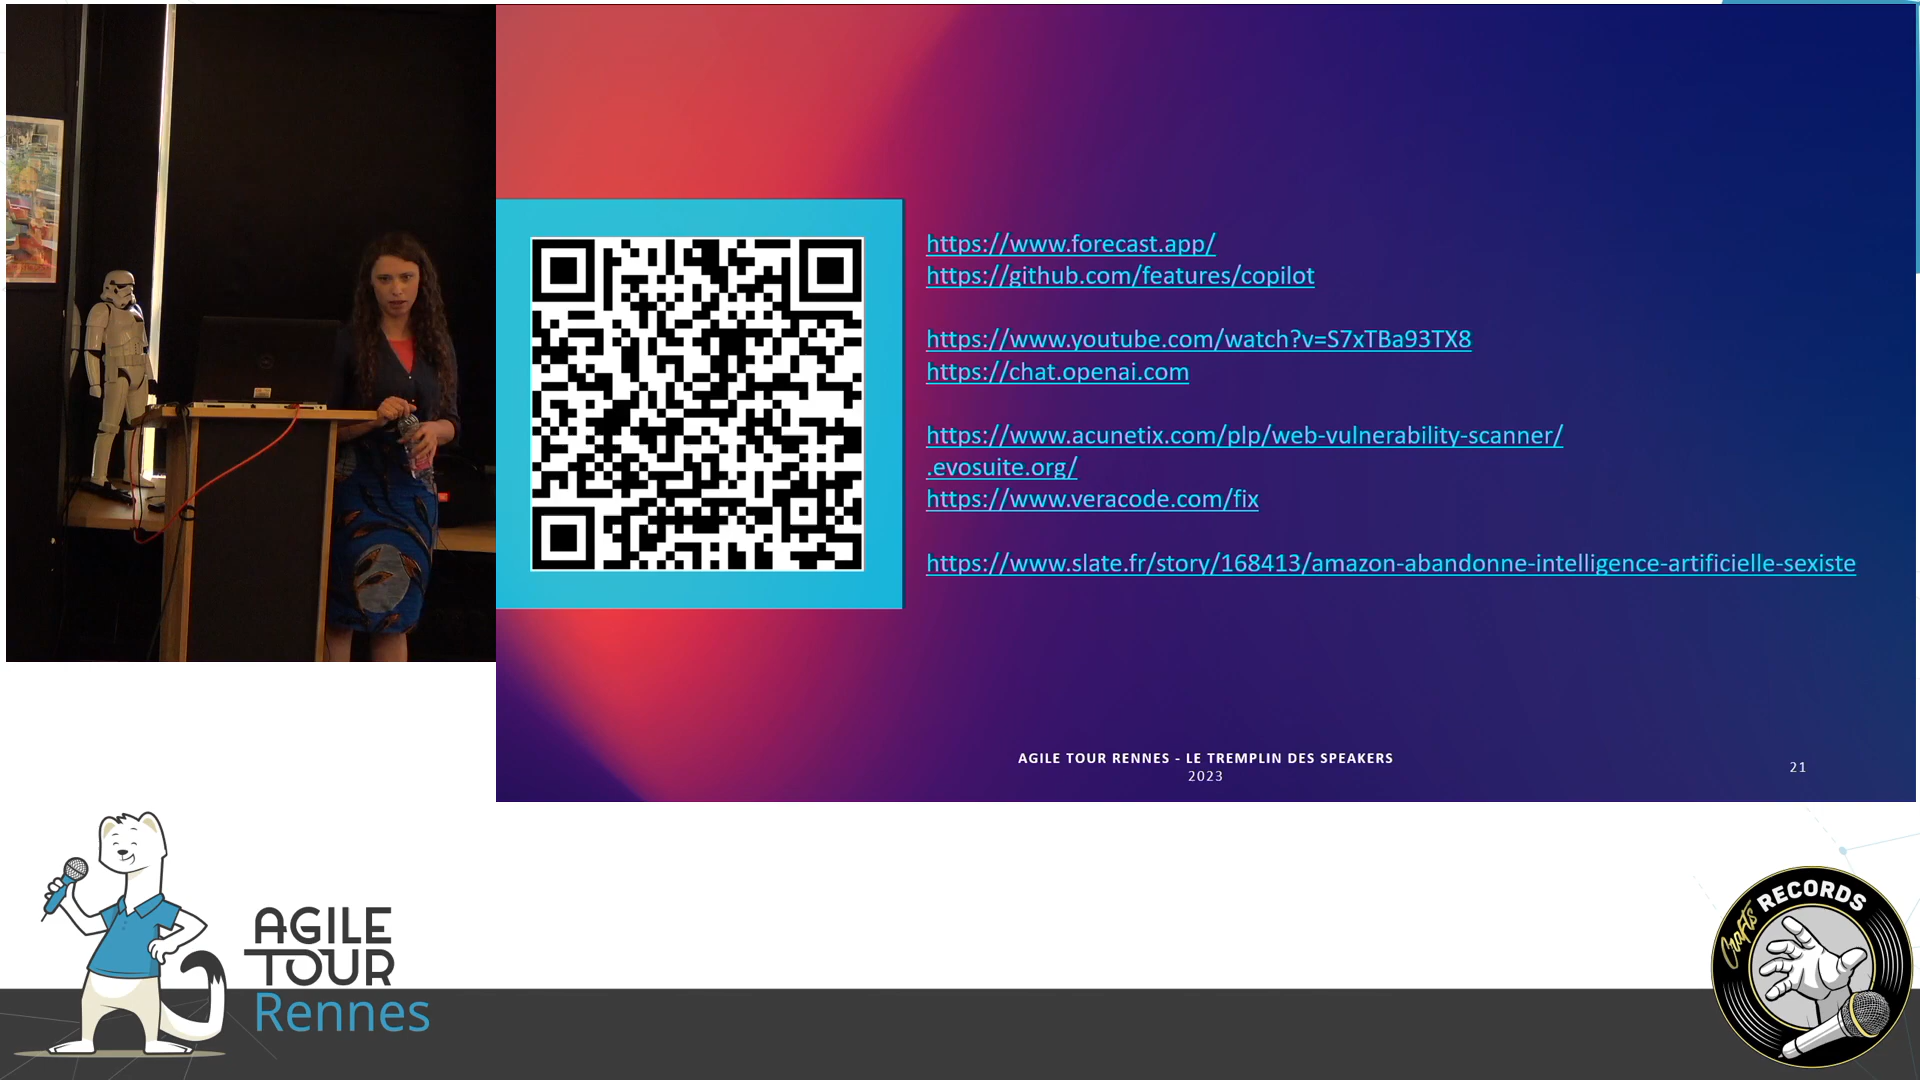 https://www.forecast.app/
https://github.com/features/copilot
https://www.youtube.com/watch?v=S7xTBa93TX8
https://chat.openai.com
https://www.acunetix.com/plp/web-vulnerability-scanner/
.evosuite.org/
https://www.veracode.com/fix
https://www.slate.fr/story/168413/amazon-abandonne-intelligence-artificielle-sexiste
AGILE TOUR RENNES - LE TREMPLIN DES SPEAKERS
2023
21
AGILE
TOUR
Rennes
Crafts RECORDS